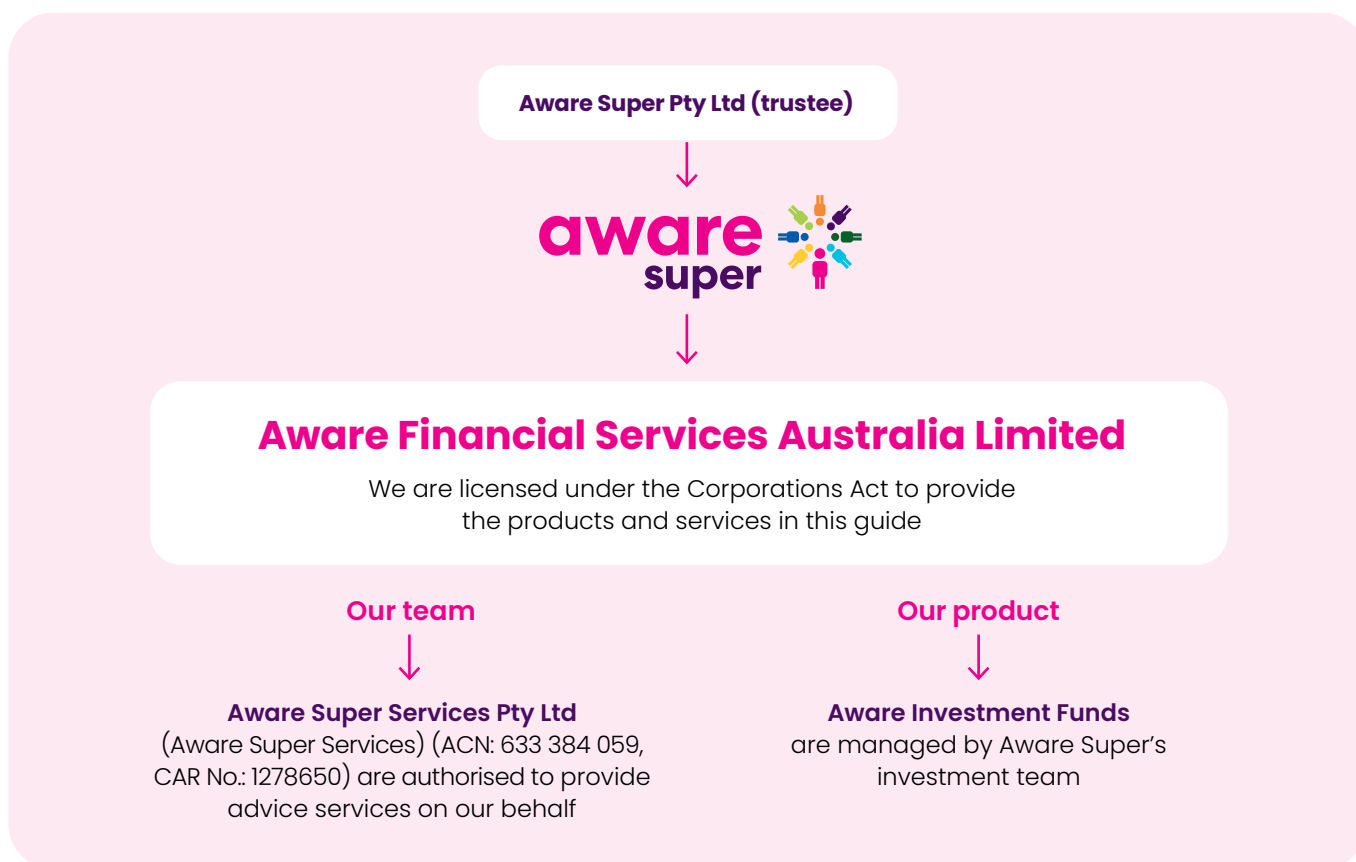 Aware Super Pty Ltd (trustee)
aware
super
Aware Financial Services Australia Limited
We are licensed under the Corporations Act to provide
the products and services in this guide
Our team
Aware Super Services Pty Ltd
(Aware Super Services) (ACN: 633 384 059,
CAR No.: 1278650) are authorised to provide
advice services on our behalf
Our product
Aware Investment Funds
are managed by Aware Super’s
investment team